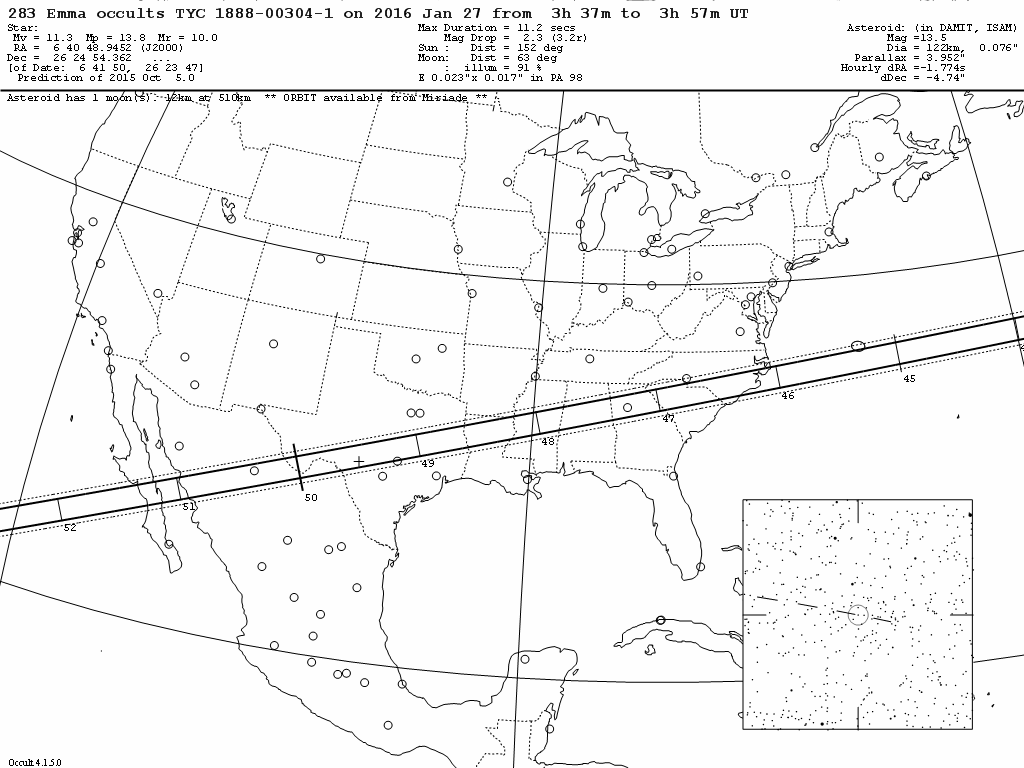 283 Emma occults TYC 1888-00304-1 on 2016 Jan 27 from 3h 37m to 3h 57m UT
Star:
Mv = 11.3 Mp = 13.8 Mr = 10.0
RA = 6 40 48.9452 (J2000)
Dec = 26 24 54.362 ...
[of Date: 6 41 50, 26 23 47]
Prediction of 2015 Oct 5.0
Max Duration = 11.2 secs
Mag Drop = 2.3 (3.2r)
Sun : Dist = 152 deg
Moon: Dist = 63 deg
: illum = 91 %
E 0.023"x 0.017" in PA 98
Asteroid: (in DAMIT, ISAM)
Mag =13.5
Dia = 122km, 0.076"
Parallax = 3.952"
Hourly dRA =-1.774s
dDec = -4.74"
Asteroid has 1 moon(s): 12km at 510km ** ORBIT available from Miriade **
45
46
47
48
49
50
51
52
Occult 4.1.5.0